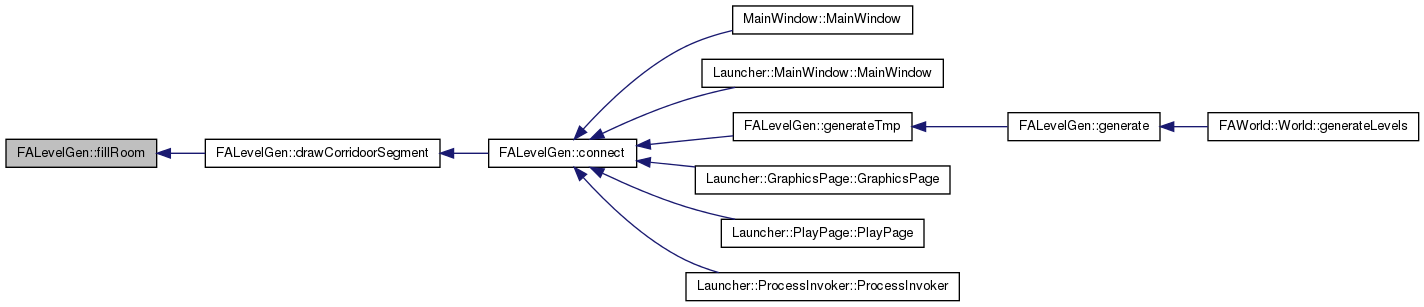 MainWindow::MainWindow
Launcher::MainWindow::MainWindow
FALevelGen::generateTmp
FALevelGen::generate
FAWorld::World::generateLevels
FALevelGen::fillRoom
FALevelGen::drawCorridoorSegment
FALevelGen::connect
Launcher::GraphicsPage::GraphicsPage
Launcher::PlayPage::PlayPage
Launcher::ProcessInvoker::ProcessInvoker